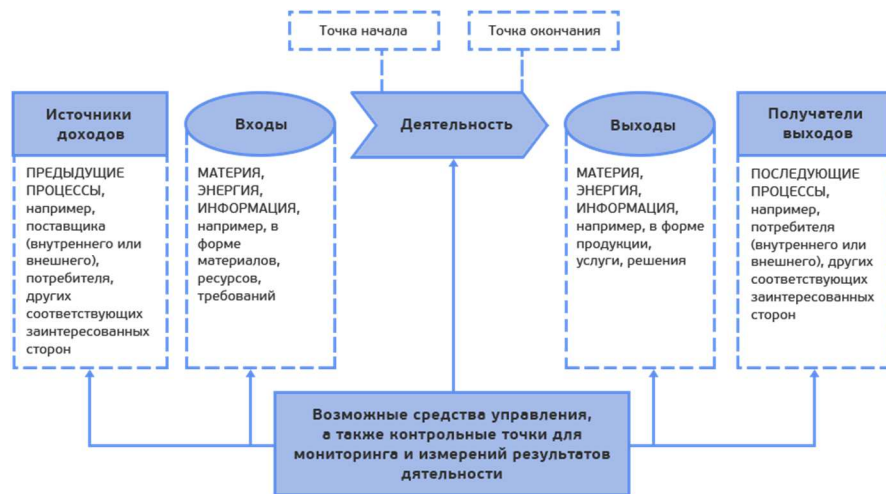 Точка начала
Точка окончания
Источники
доходов
Входы
Деятельность
Выходы
Получатели
выходов
ПРЕДЫДУЩИЕ
ПРОЦЕССЫ,
например,
поставщика
(внутреннего или
внешнего),
потребителя,
других
соответствующих
заинтересованных
сторон
МАТЕРИЯ,
ЭНЕРГИЯ,
ИНФОРМАЦИЯ,
например, в
форме
материалов,
ресурсов,
требований
МАТЕРИЯ,
ЭНЕРГИЯ,
ИНФОРМАЦИЯ,
например, в форме
продукции,
услуги, решения
ПОСЛЕДУЮЩИЕ
ПРОЦЕССЫ,
например,
потребителя
(внутреннего или
внешнего), других
соответствующих
заинтересованных
сторон
Возможные средства управления,
а также контрольные точки для
мониторинга и измерений результатов
дятельности